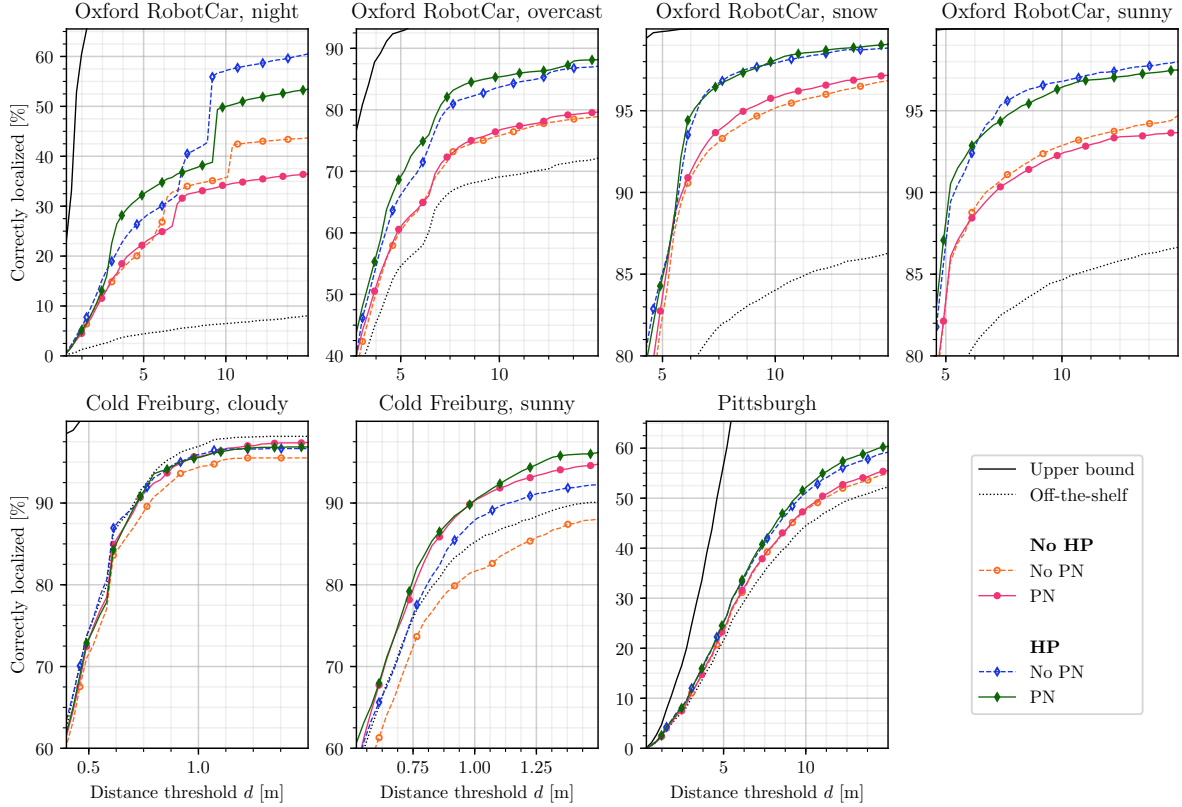 Oxford RobotCar, night
Oxford RobotCar, overcast
Oxford RobotCar, snow
Oxford RobotCar, sunny
Correctly localized [%]
60
50
40
30
20
10
0
5
10
90
80
70
60
50
40
5
10
95
90
85
80
5
10
95
90
85
80
5
10
Cold Freiburg, cloudy
Cold Freiburg, sunny
Pittsburgh
Correctly localized [%]
90
80
70
60
0.5
1.0
Distance threshold d [m]
90
80
70
60
0.75
1.00
1.25
Distance threshold d [m]
60
50
40
30
20
10
0
5
10
Distance threshold d [m]
Upper bound
Off-the-shelf
No HP
No PN
PN
HP
No PN
PN